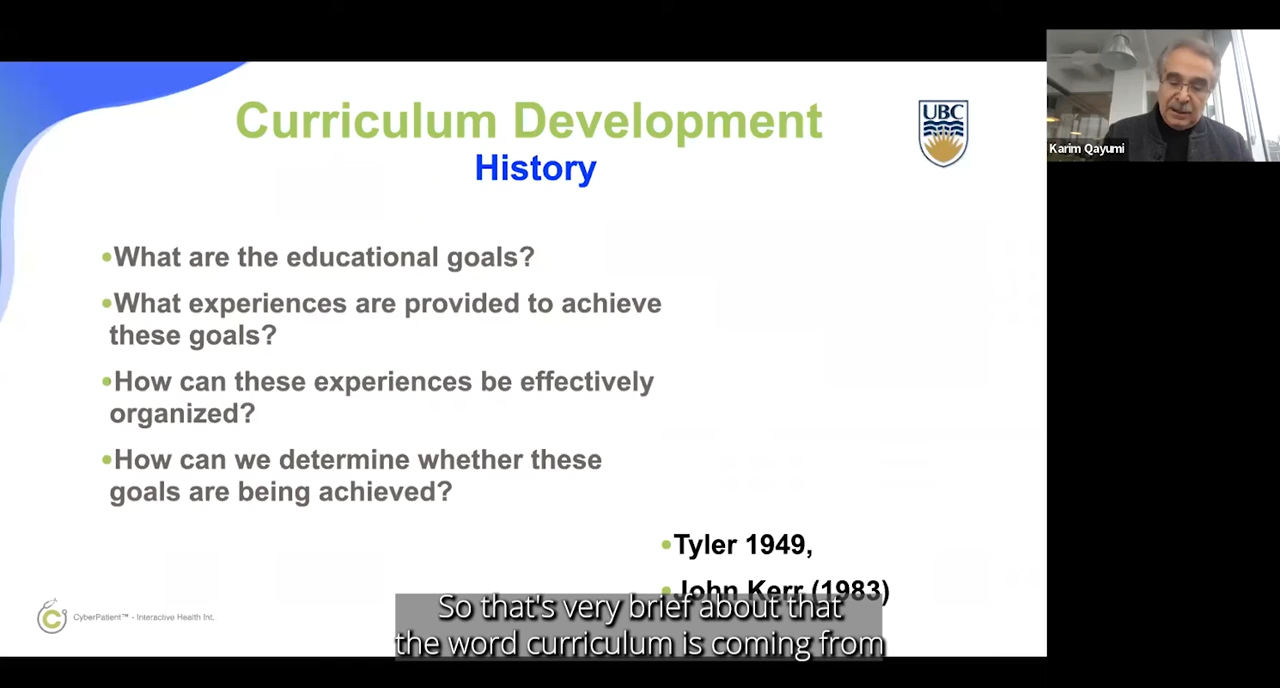 Curriculum Development
History
UBC
Karim Qayumi
•What are the educational goals?
•What experiences are provided to achieve
these goals?
•How can these experiences be effectively
organized?
•How can we determine whether these
goals are being achieved?
•Tyler 1949,
•John Kerr (1983)
C CyberPatient™ - Interactive Health Int.
So that's very brief about that
the word curriculum is coming from